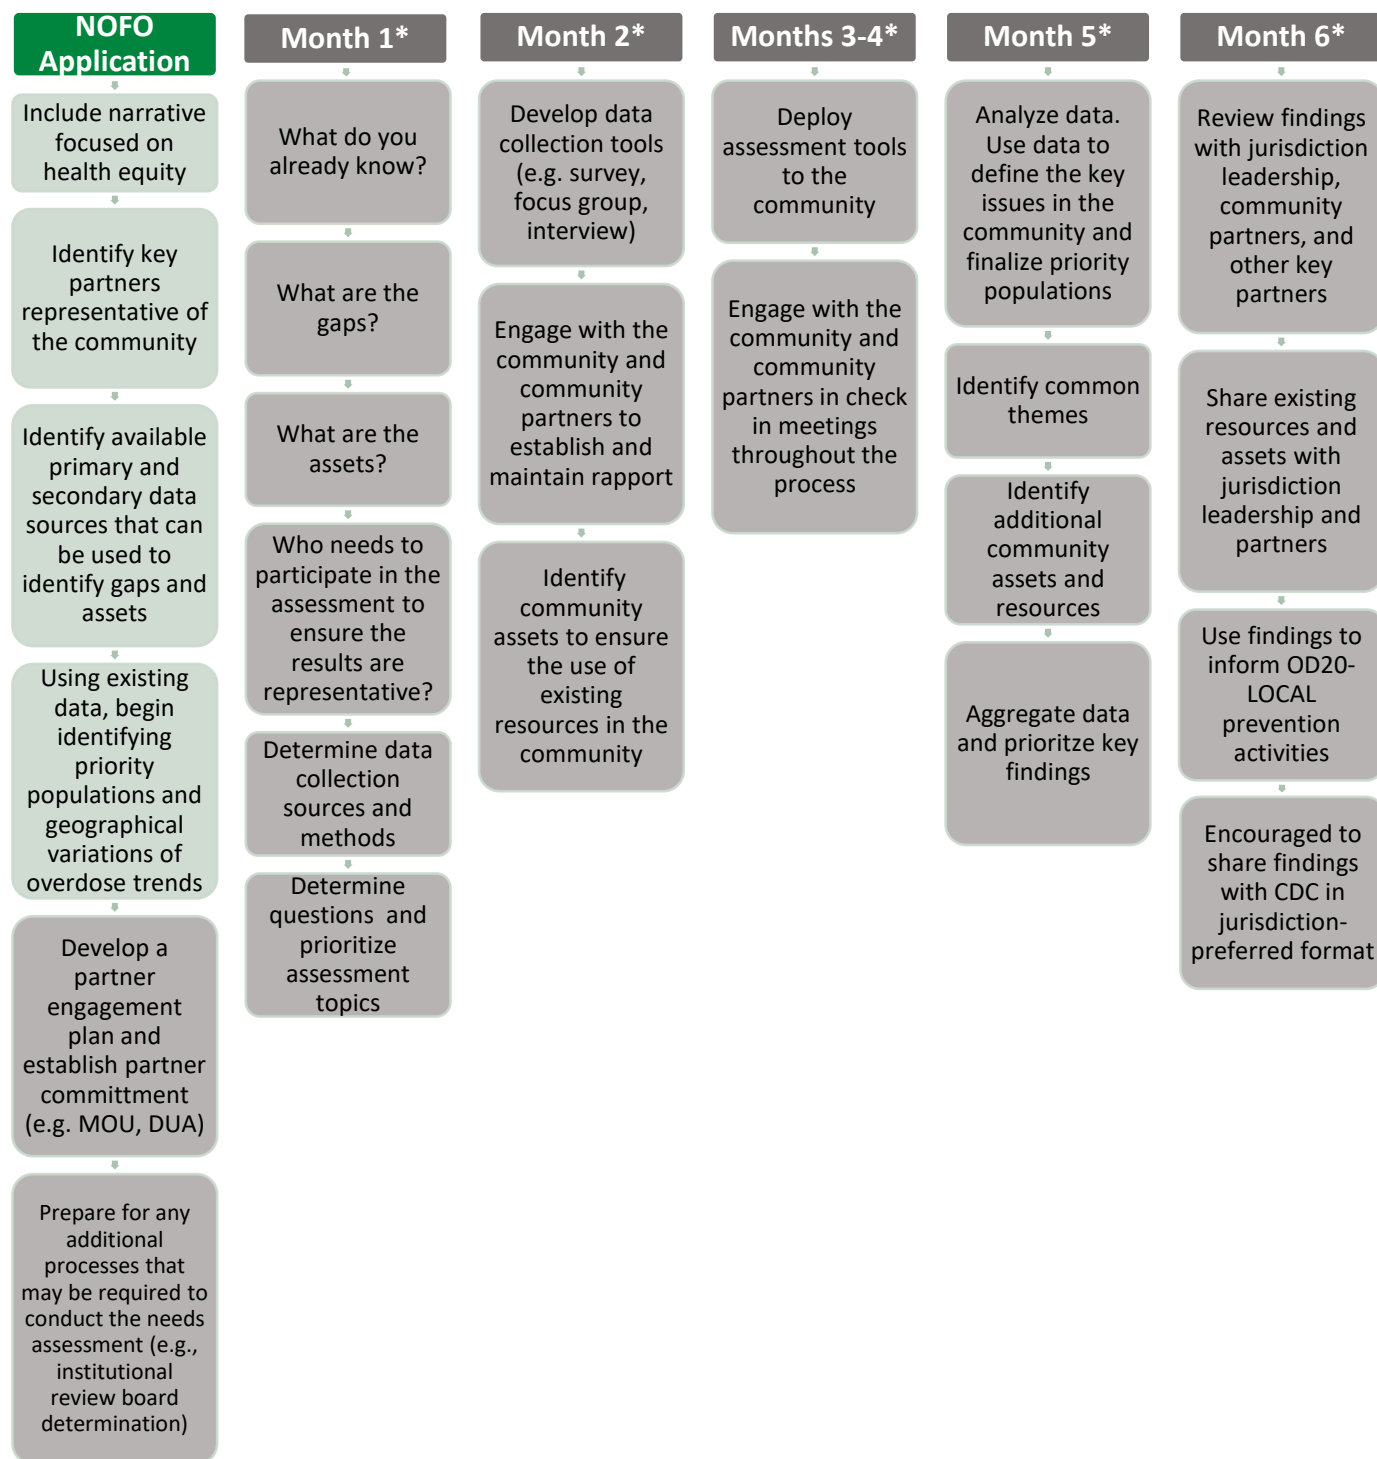 NOFO
Application
Include narrative
focused on
health equity
Identify key
partners
representative of
the community
Identify available
primary and
secondary data
sources that can
be used to
identify gaps and
assets
Using existing
data, begin
identifying
priority
populations and
geographical
variations of
overdose trends
Develop a
partner
engagement
plan and
establish partner
committment
(e.g. MOU, DUA)
Prepare for any
additional
processes that
may be required to
conduct the needs
assessment (e.g.,
institutional
review board
determination)
Month 1*
What do you
already know?
What are the
gaps?
What are the
assets?
Who needs to
participate in the
assessment to
ensure the
results are
representative?
Determine data
collection
sources and
methods
Determine
questions and
prioritize
assessment
topics
Month 2*
Develop data
collection tools
(e.g. survey,
focus group,
interview)
Engage with the
community and
community
partners to
establish and
maintain rapport
Identify
community
assets to ensure
the use of
existing
resources in the
community
Months 3-4*
Deploy
assessment tools
to the
community
Engage with the
community and
community
partners in check
in meetings
throughout the
process
Month 5*
Analyze data.
Use data to
define the key
issues in the
community and
finalize priority
populations
Identify common
themes
Identify
additional
community
assets and
resources
Aggregate data
and prioritze key
findings
Month 6*
Review findings
with jurisdiction
leadership,
community
partners, and
other key
partners
Share existing
resources and
assets with
jurisdiction
leadership and
partners
Use findings to
inform OD20-
LOCAL
prevention
activities
Encouraged to
share findings
with CDC in
jurisdiction-
preferred format